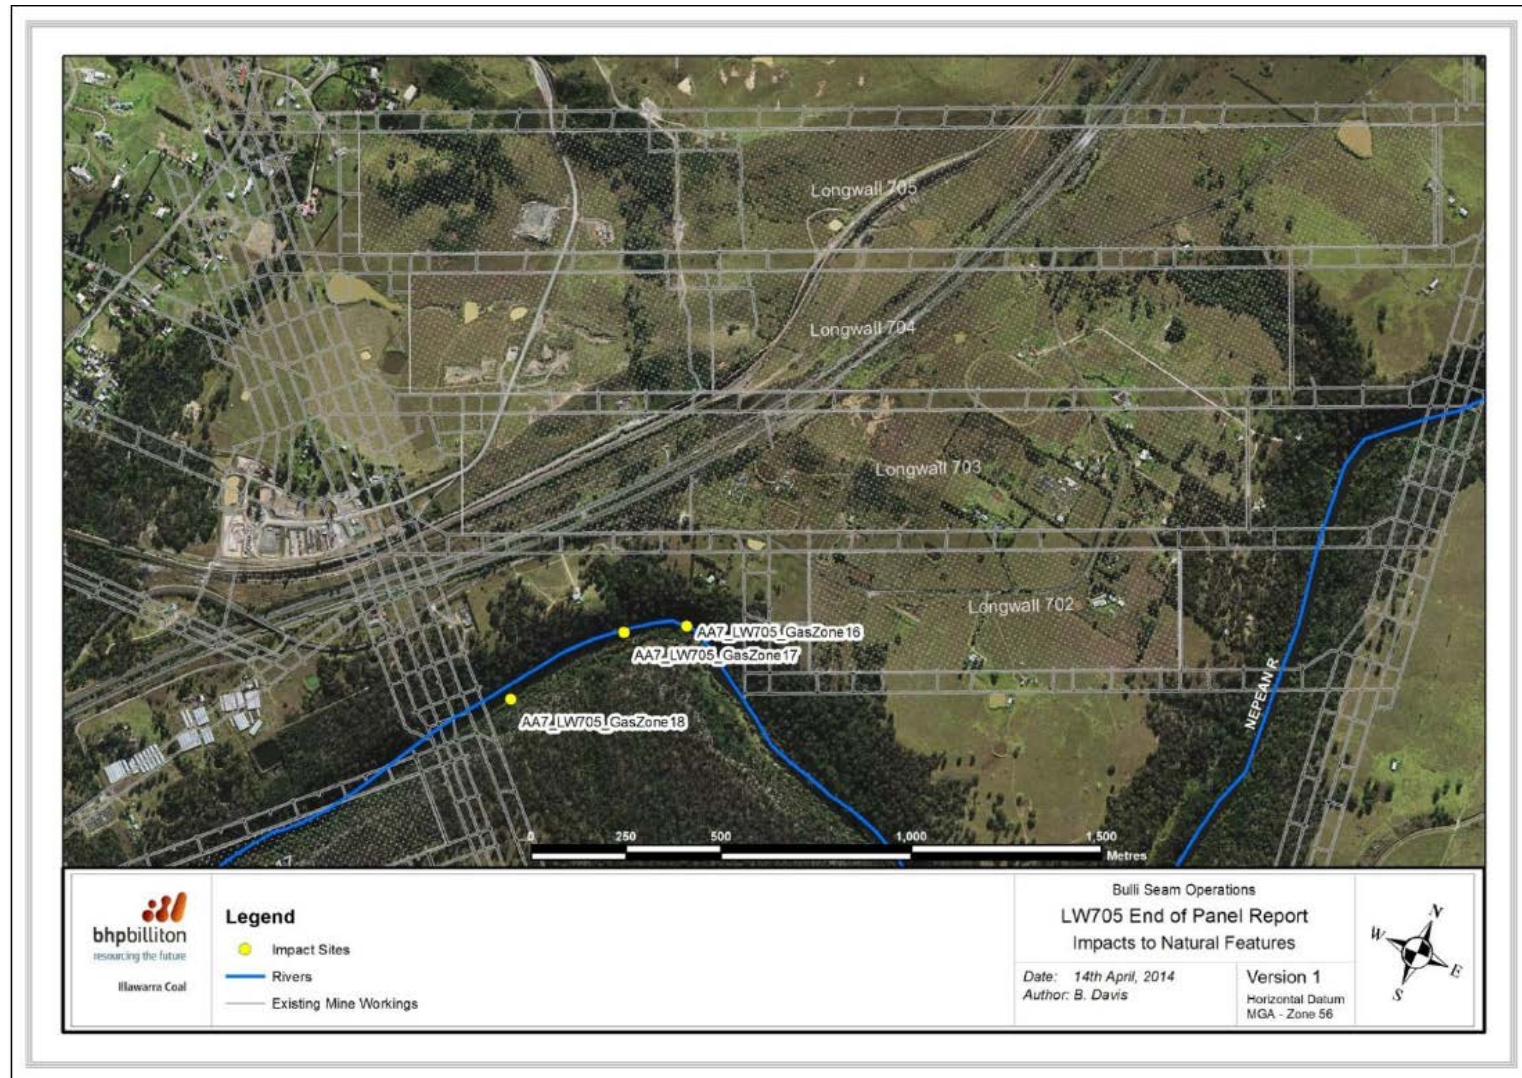 Longwall 705
Longwall 704
Longwall 703
Longwall 702
AA7_LW705_GasZone16
AA7_LW705_GasZone17
AA7_LW705_GasZone18
NEPEAN R
17
0 250 500 1,000 1,500
Metres
bhpbilliton
resourcing the future
Illawarra Coal
Legend
Impact Sites
Rivers
Existing Mine Workings
Bulli Seam Operations
LW705 End of Panel Report
Impacts to Natural Features
Date: 14th April, 2014
Author: B. Davis
Version 1
Horizontal Datum
MGA - Zone 56
N
W
E
S